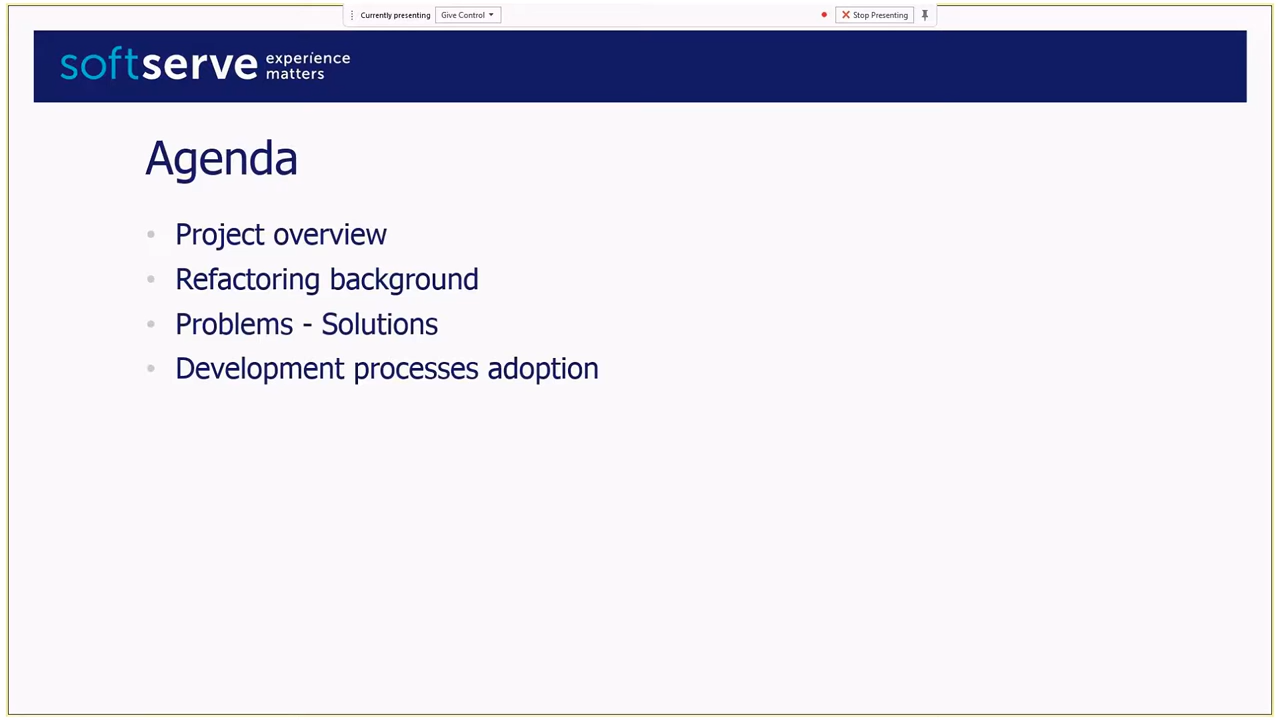 Currently presenting Give Control Stop Presenting
softserve experience
matters
Agenda
• Project overview
• Refactoring background
• Problems - Solutions
• Development processes adoption